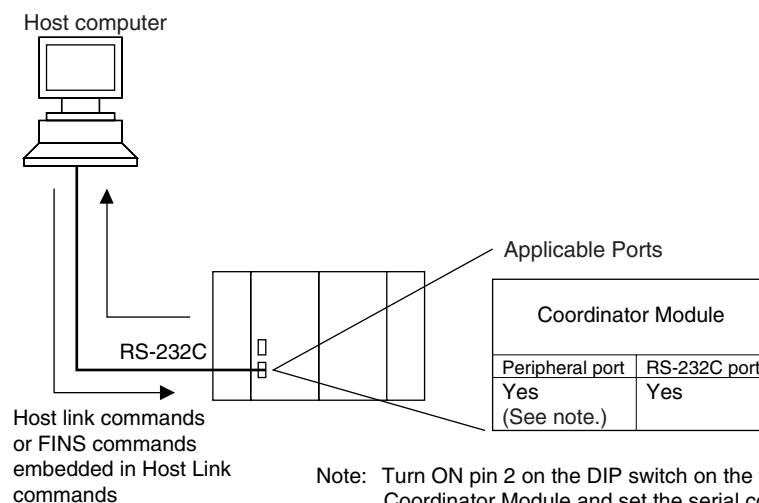 Host computer
Applicable Ports
Coordinator Module
Peripheral port RS-232C port
Yes Yes
(See note.)
RS-232C
Host link commands
or FINS commands
embedded in Host Link
commands
Note: Turn ON pin 2 on the DIP switch on the
Coordinator Module and set the serial